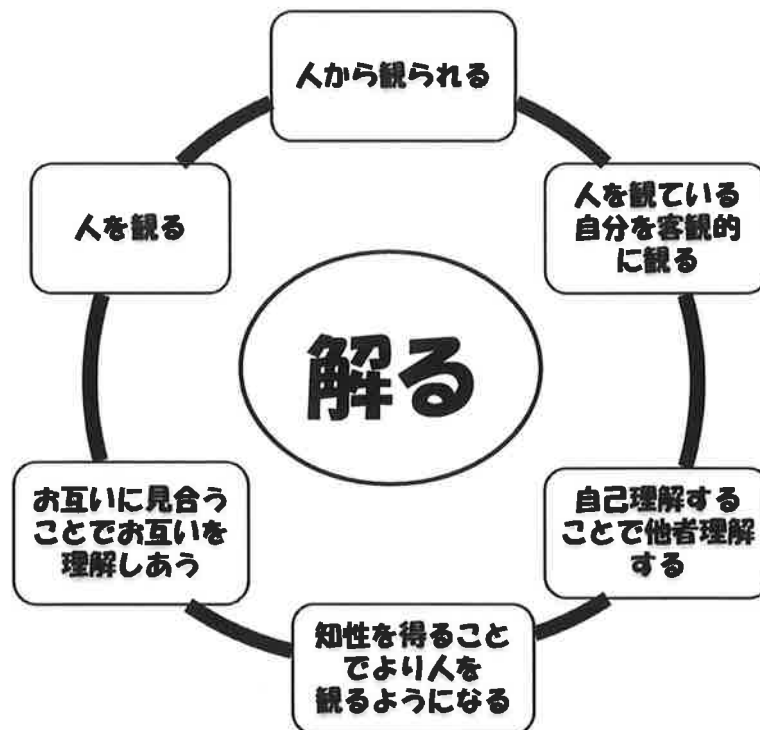 人から観られる
人を観ている
自分を客観的
に観る
自己理解する
ことで他者理解
する
知性を得ること
でより人を
観るようになる
お互いに見合う
ことでお互いを
理解しあう
人を観る
解る